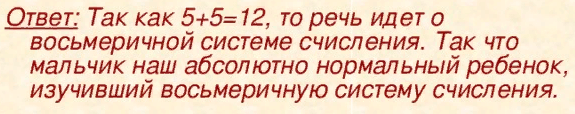 Ответ: Так как 5+5=12, то речь идет о
восьмеричной системе счисления. Так что
мальчик наш абсолютно нормальный ребенок,
изучивший восьмеричную систему счисления.